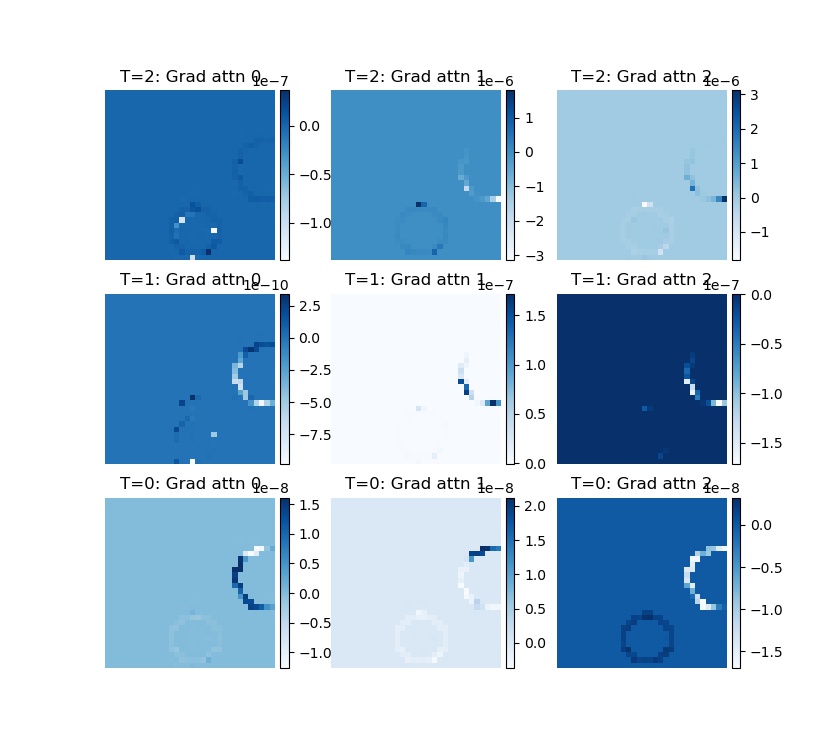 T=2: Grad attn 0
1e−7
0.0
−0.5
−1.0
T=2: Grad attn 1
1e−6
1
0
−1
−2
−3
T=2: Grad attn 2
1e−6
3
2
1
0
−1
T=1: Grad attn 0
1e−10
2.5
0.0
−2.5
−5.0
−7.5
T=1: Grad attn 1
1e−7
1.5
1.0
0.5
0.0
T=1: Grad attn 2
1e−7
0.0
−0.5
−1.0
−1.5
T=0: Grad attn 0
1e−8
1.5
1.0
0.5
0.0
−0.5
−1.0
T=0: Grad attn 1
1e−8
2.0
1.5
1.0
0.5
0.0
T=0: Grad attn 2
1e−8
0.0
−0.5
−1.0
−1.5